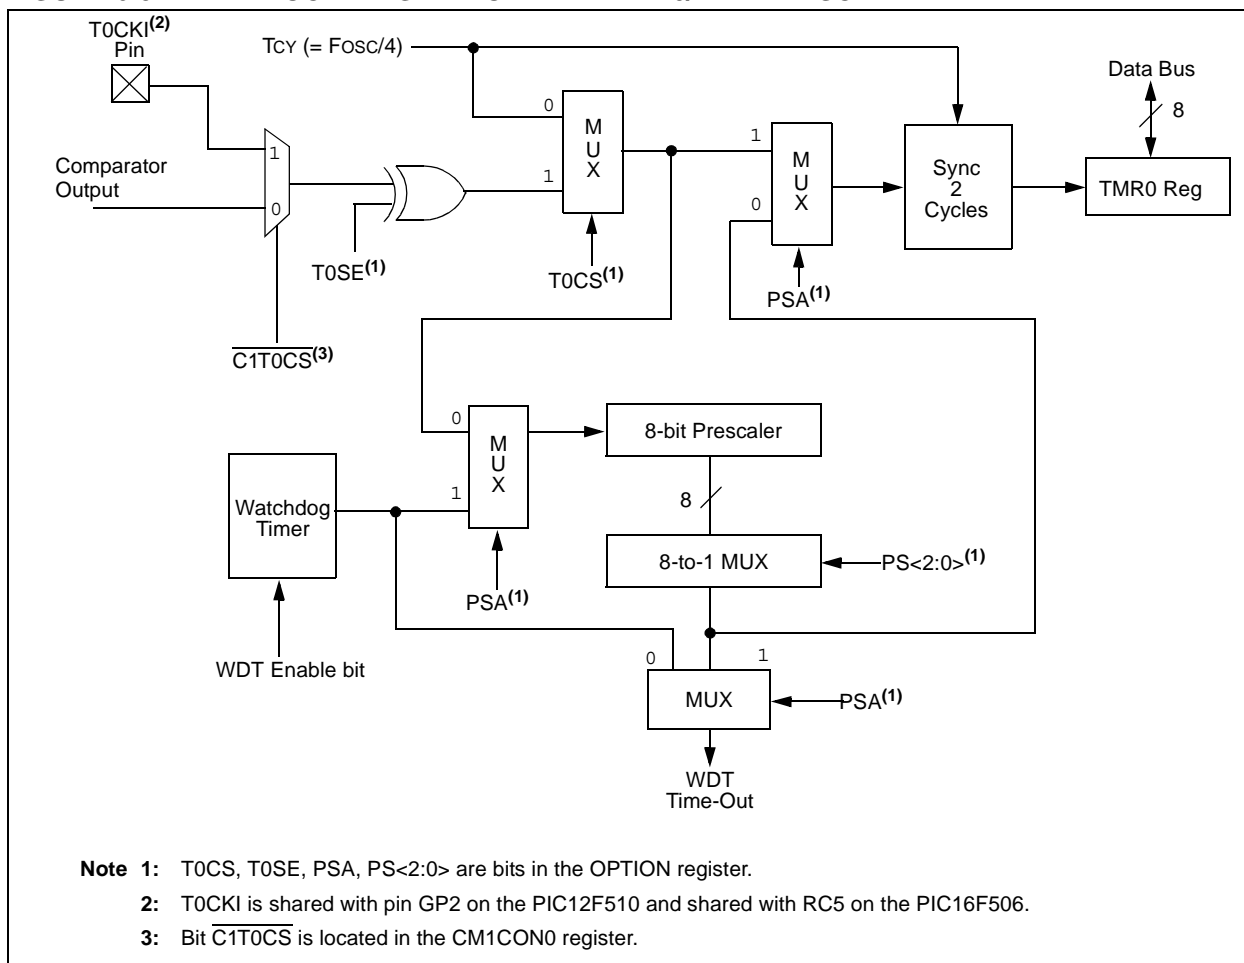 T0CKI(2)
Pin
TCY (= FOSC/4)
Data Bus
8
0
M
U
X
1
1
M
U
X
0
Sync
2
Cycles
TMR0 Reg
Comparator
Output
1
0
T0SE(1)
T0CS(1)
PSA(1)
C1T0CS(3)
0
M
U
X
1
8-bit Prescaler
8
Watchdog
Timer
8-to-1 MUX
PS<2:0>(1)
PSA(1)
WDT Enable bit
0
1
MUX
PSA(1)
WDT
Time-Out
Note 1: T0CS, T0SE, PSA, PS<2:0> are bits in the OPTION register.
2: T0CKI is shared with pin GP2 on the PIC12F510 and shared with RC5 on the PIC16F506.
3: Bit C1T0CS is located in the CM1CON0 register.